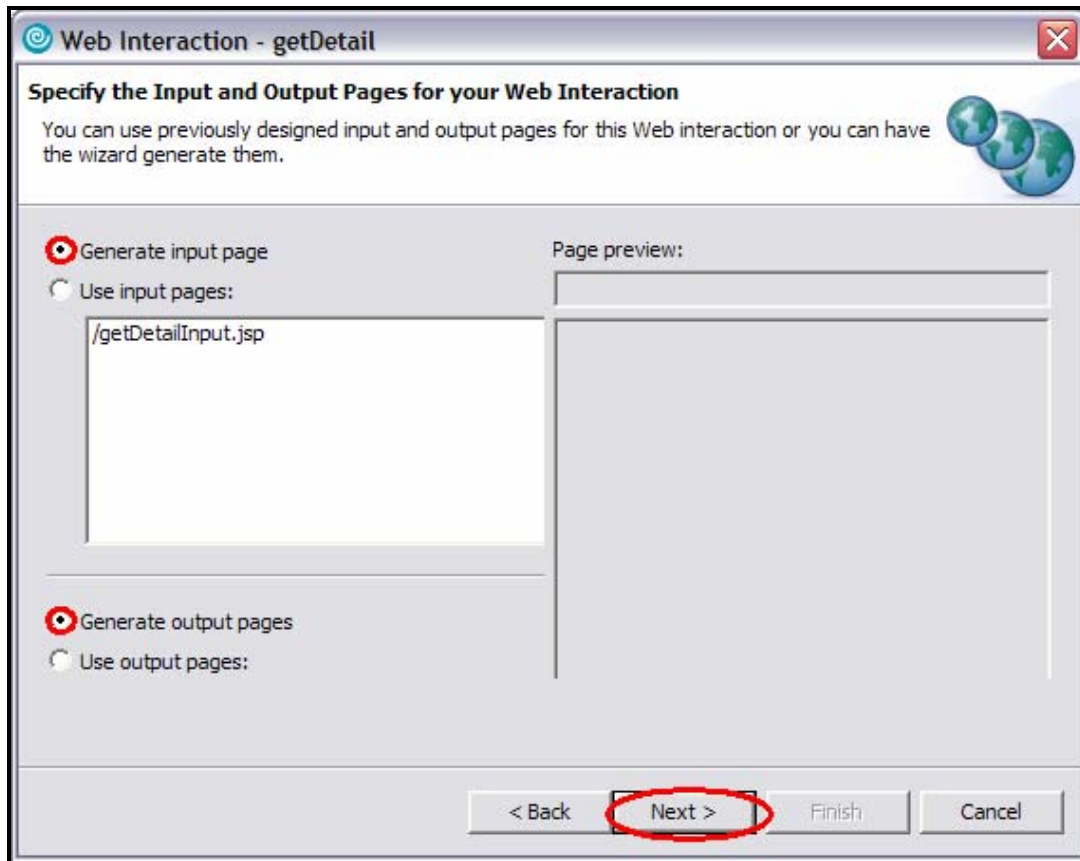 Web Interaction - getDetail
Specify the Input and Output Pages for your Web Interaction
You can use previously designed input and output pages for this Web interaction or you can have
the wizard generate them.
Generate input page
Page preview:
Use input pages:
/getDetailInput.jsp
Generate output pages
Use output pages:
< Back
Next >
Finish
Cancel